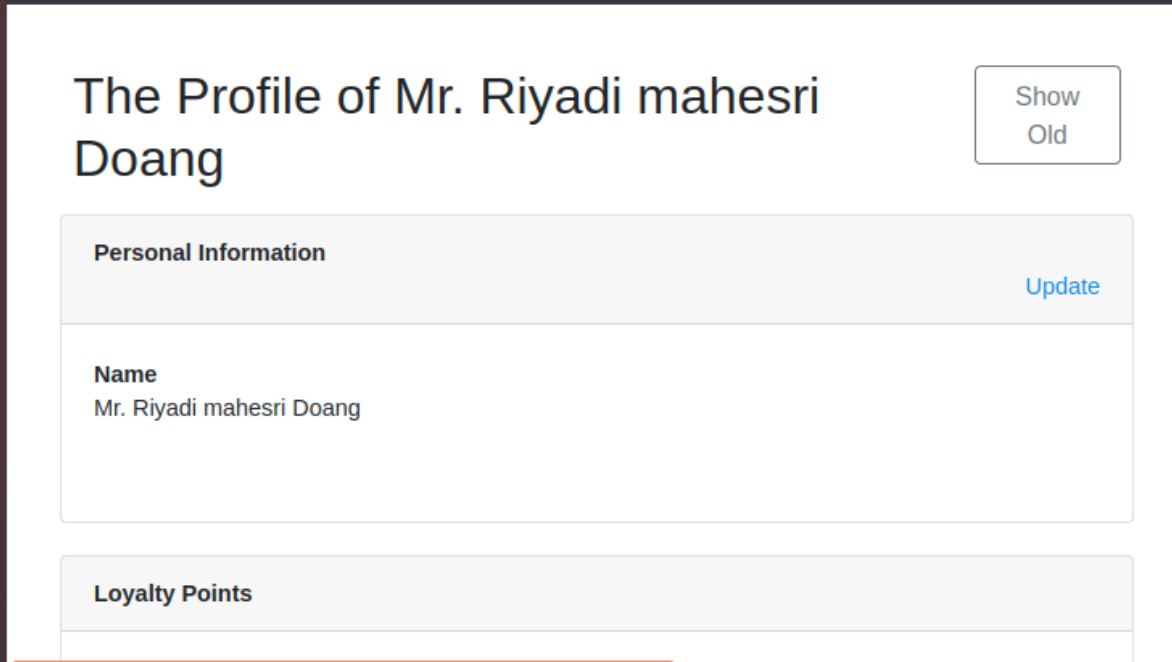 The Profile of Mr. Riyadi mahesri
Doang
Show
Old
Personal Information
Update
Name
Mr. Riyadi mahesri Doang
Loyalty Points